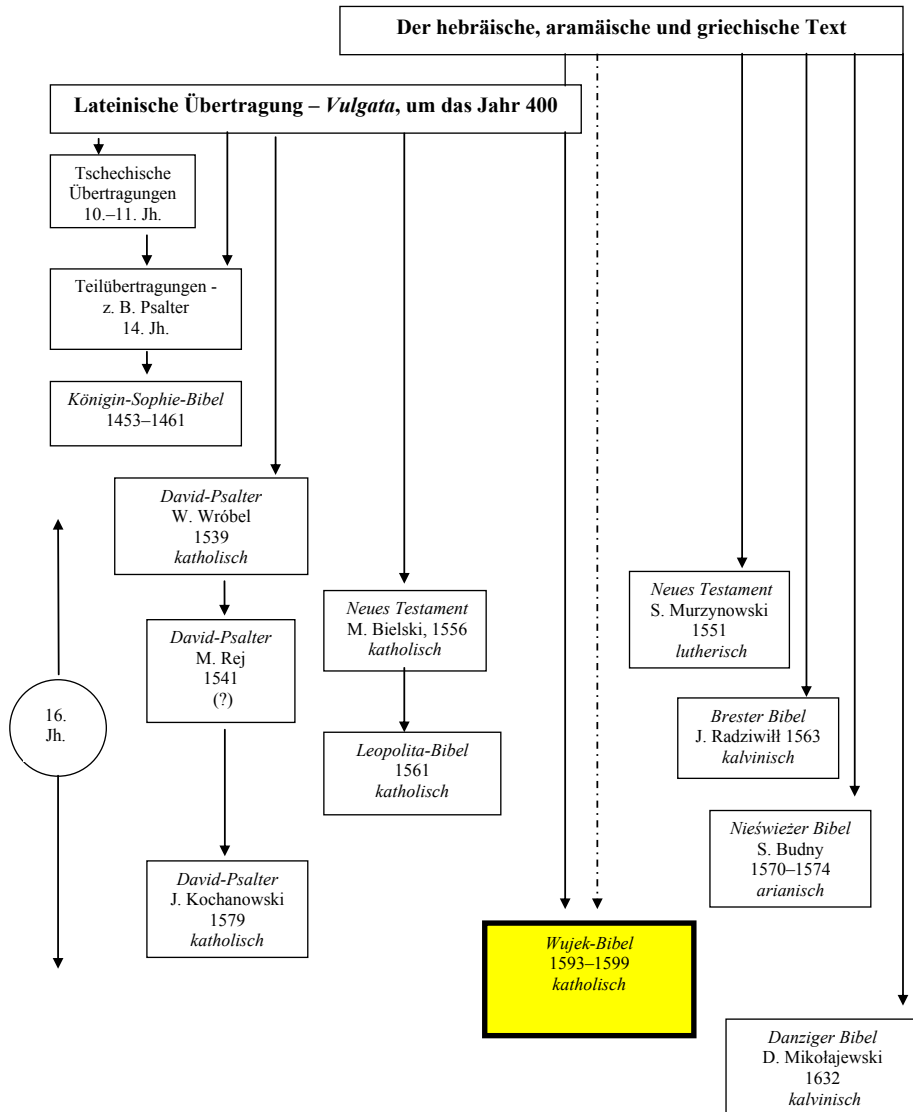 Der hebräische, aramäische und griechische Text
Lateinische Übertragung – Vulgata, um das Jahr 400
Tschechische
Übertragungen
10.–11. Jh.
Teilübertragungen -
z. B. Psalter
14. Jh.
Königin-Sophie-Bibel
1453–1461
David-Psalter
W. Wróbel
1539
katholisch
David-Psalter
M. Rej
1541
(?)
David-Psalter
J. Kochanowski
1579
katholisch
16.
Jh.
Neues Testament
M. Bielski, 1556
katholisch
Leopolita-Bibel
1561
katholisch
Wujek-Bibel
1593–1599
katholisch
Neues Testament
S. Murzynowski
1551
lutherisch
Brester Bibel
J. Radziwiłł 1563
kalvinisch
Nieświeżer Bibel
S. Budny
1570–1574
arianisch
Danziger Bibel
D. Mikołajewski
1632
kalvinisch